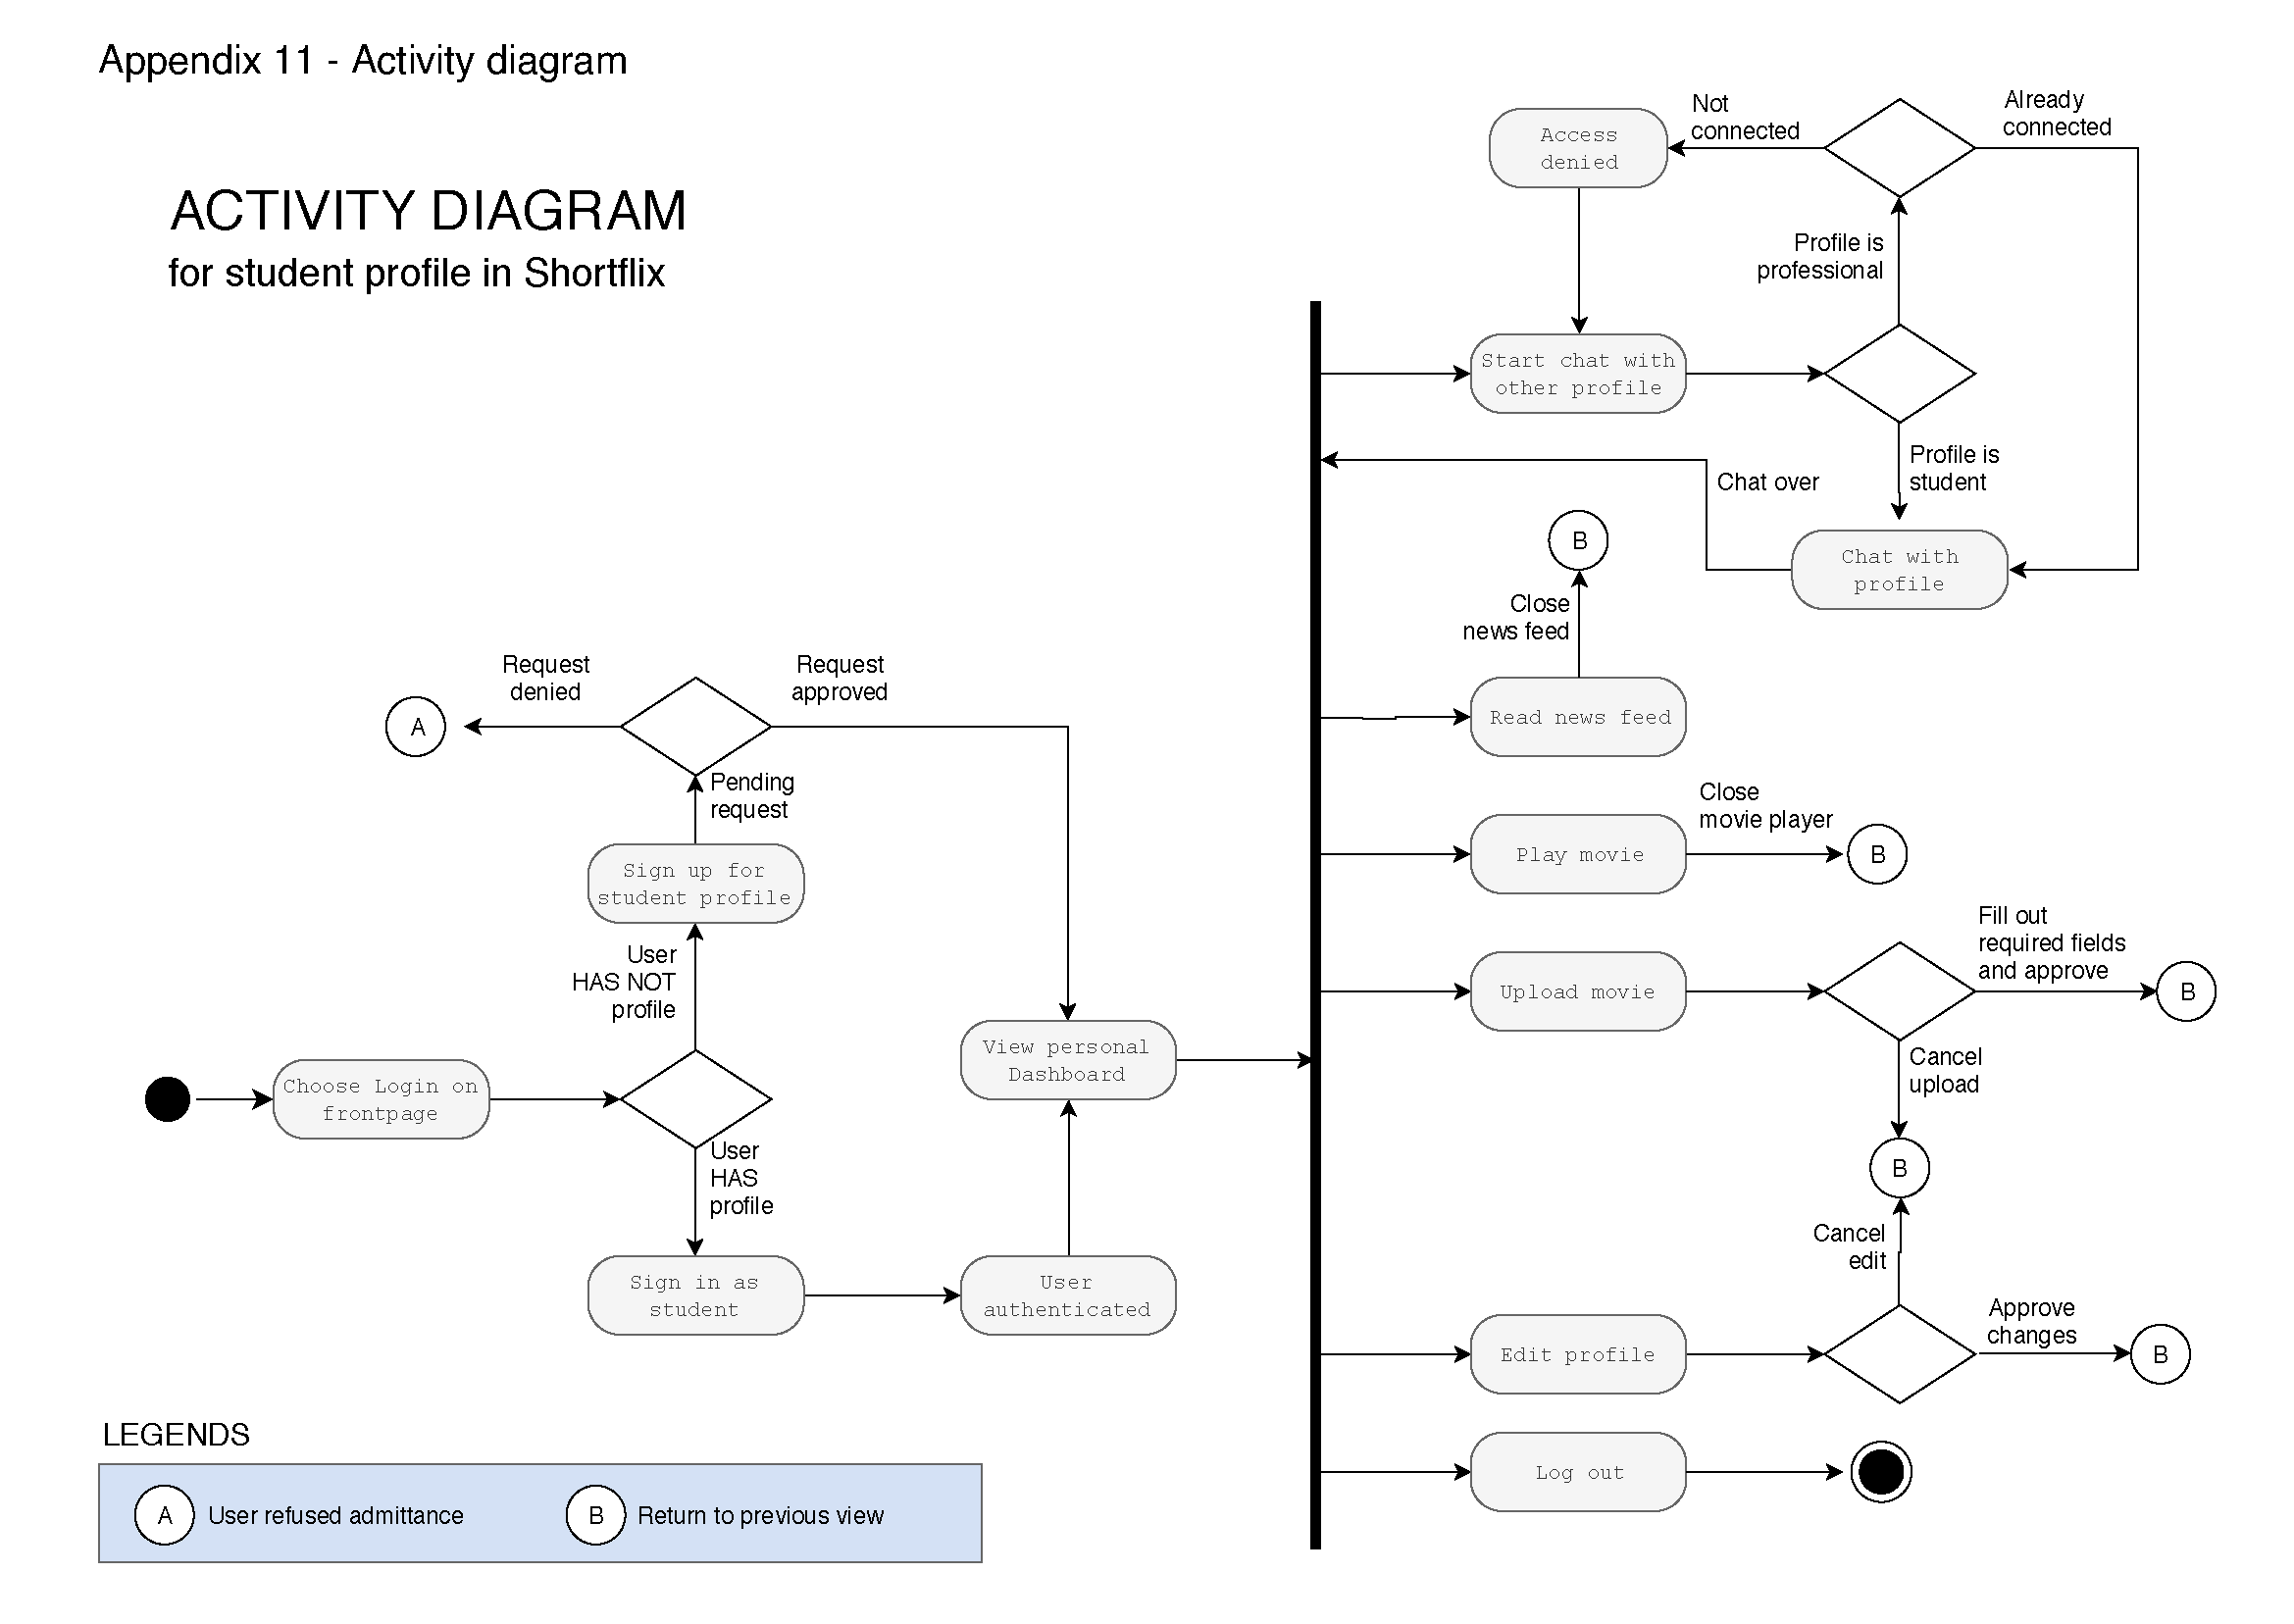 Appendix 11 - Activity diagram
ACTIVITY DIAGRAM
for student profile in Shortflix
Access
denied
Not
connected
Already
connected
Profile is
professional
Start chat with
other profile
Profile is
student
Chat over
Chat with
profile
B
Close
news feed
Read news feed
Close
movie player
Play movie
B
Fill out
required fields
and approve
Upload movie
B
Cancel
upload
B
Cancel
edit
Edit profile
Approve
changes
B
Log out
Request
denied
Request
approved
A
Pending
request
Sign up for
student profile
User
HAS NOT
profile
Choose Login on
frontpage
User
HAS
profile
Sign in as
student
User
authenticated
View personal
Dashboard
LEGENDS
A User refused admittance
B Return to previous view